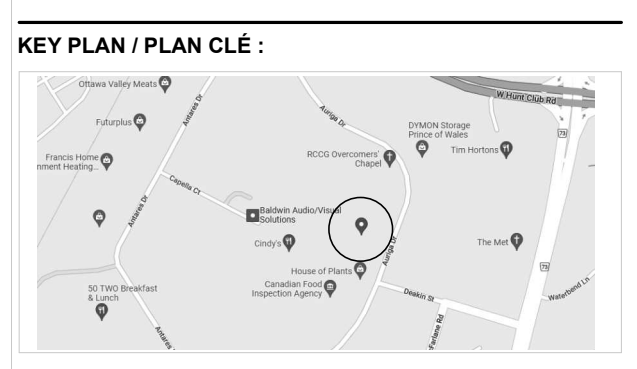 KEY PLAN / PLAN CLÉ :
Ottawa Valley Meats
Antares Dr
Futurplus
Auriga Dr
W Hunt Club Rd
DYMON Storage
Prince of Wales
73
Tim Hortons
RCCG Overcomers'
Chapel
Francis Home
nment Heating...
Capella Ct
Antares Dr
Baldwin Audio/Visual
Solutions
Cindy's
Auriga Dr
The Met
House of Plants
Canadian Food
Inspection Agency
73
Waterbend Ln
Deakin St
50 TWO Breakfast
& Lunch
Antares
cFarlane Rd